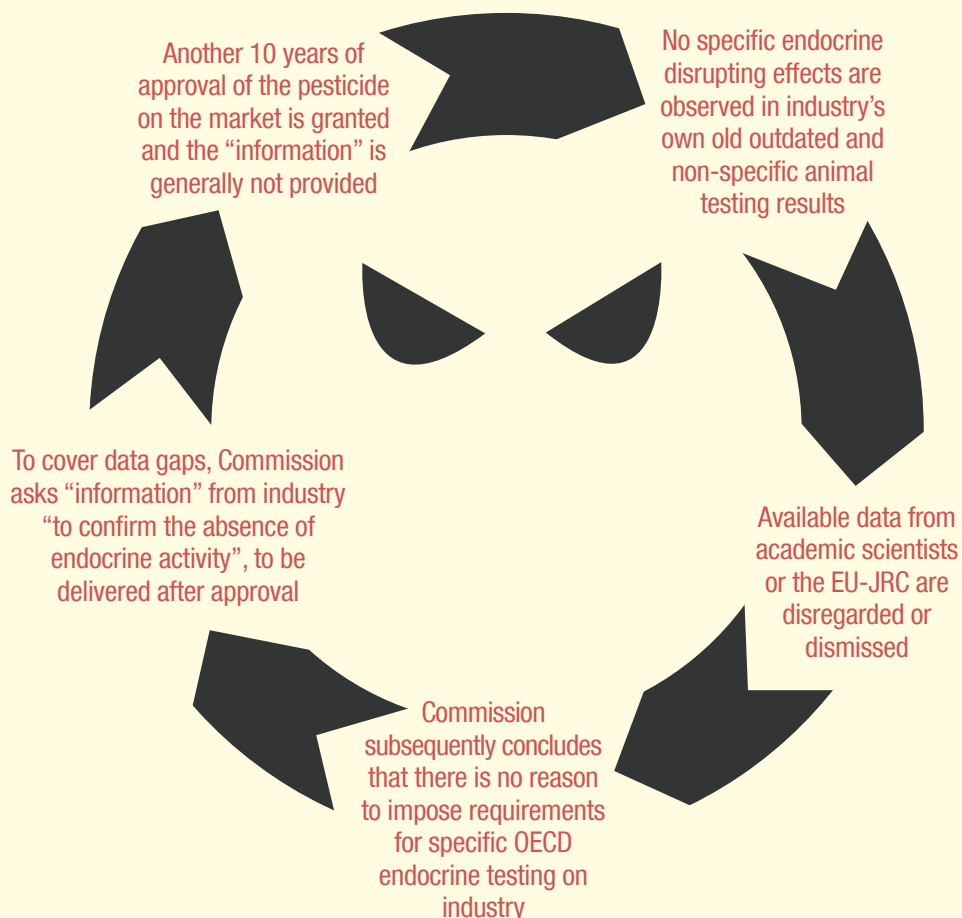 Another 10 years of
approval of the pesticide
on the market is granted
and the “information” is
generally not provided
No specific endocrine
disrupting effects are
observed in industry’s
own old outdated and
non-specific animal
testing results
Available data from
academic scientists
or the EU-JRC are
disregarded or
dismissed
Commission
subsequently concludes
that there is no reason
to impose requirements
for specific OECD
endocrine testing on
industry
To cover data gaps, Commission
asks “information” from industry
“to confirm the absence of
endocrine activity”, to be
delivered after approval